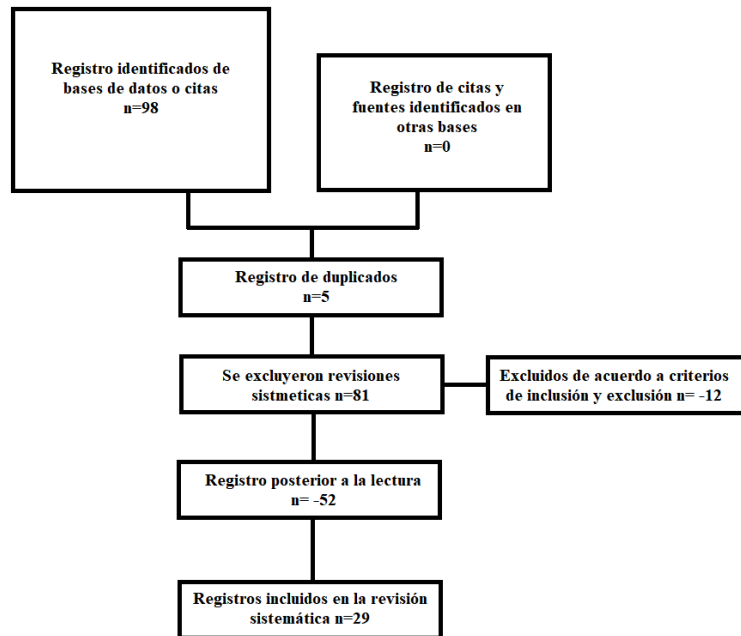 Registro identificados de
bases de datos o citas
n=98
Registro de citas y
fuentes identificados en
otras bases
n=0
Registro de duplicados
n=5
Se excluyeron revisiones
sistmeticas n=81
Excluidos de acuerdo a criterios
de inclusión y exclusión n= -12
Registro posterior a la lectura
n= -52
Registros incluidos en la revisión
sistemática n=29